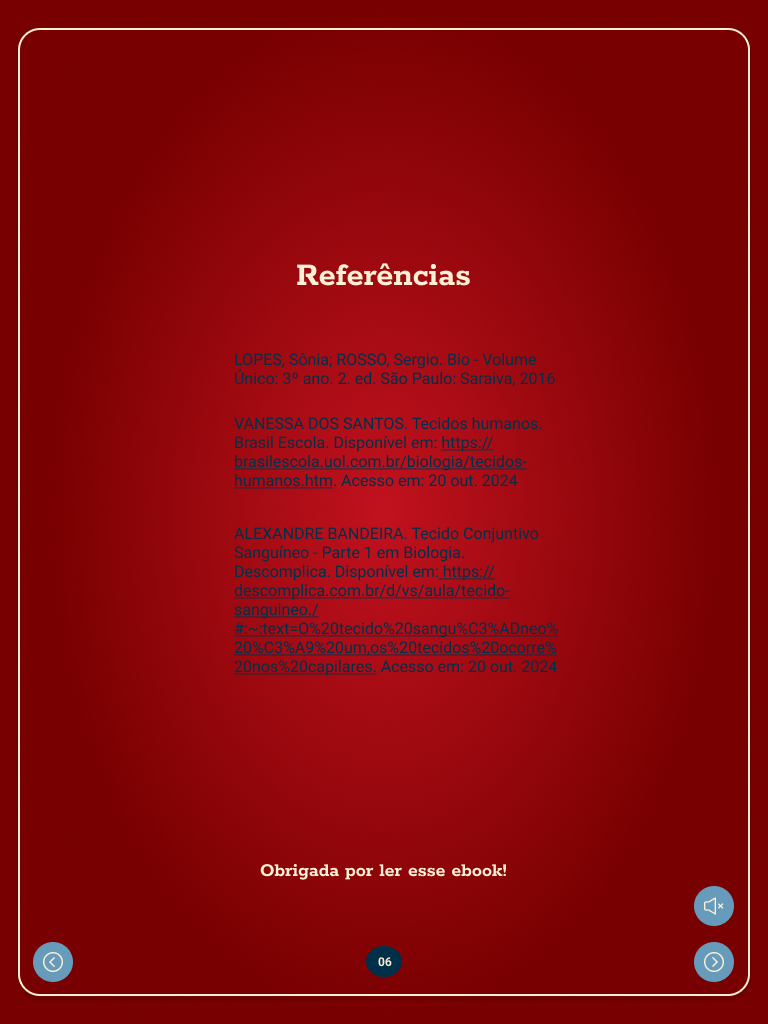 Referências
LOPES, Sônia; ROSSO, Sergio. Bio - Volume
Único: 3º ano. 2. ed. São Paulo: Saraiva, 2016
VANESSA DOS SANTOS. Tecidos humanos.
Brasil Escola. Disponível em: https://
brasilescola.uol.com.br/biologia/tecidos-
humanos.htm. Acesso em: 20 out. 2024
ALEXANDRE BANDEIRA. Tecido Conjuntivo
Sanguíneo - Parte 1 em Biologia.
Descomplica. Disponível em: https://
descomplica.com.br/d/vs/aula/tecido-
sanguineo./
#:~:text=O%20tecido%20sangu%C3%ADneo%
20%C3%A9%20um,os%20tecidos%20ocorre%
20nos%20capilares. Acesso em: 20 out. 2024
Obrigada por ler esse ebook!
06